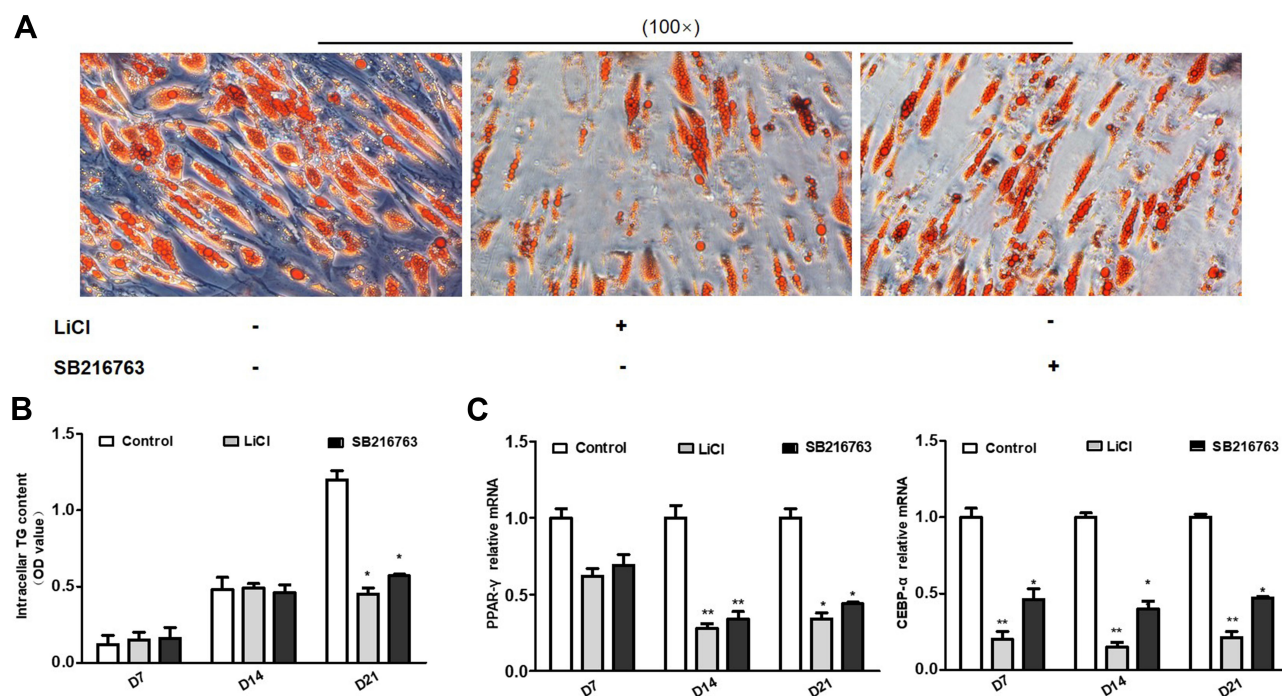 A
(100×)
LiCl - + -
SB216763 - - +
B
Control LiCl SB216763
Intracellar TG content
(OD value)
1.5
1.0
0.5
0.0
D7 D14 D21
* *
C
Control LiCl SB216763
PPAR-γ relative mRNA
1.5
1.0
0.5
0.0
** ** * *
D7 D14 D21
Control LiCl SB216763
CEBP-α relative mRNA
1.5
1.0
0.5
0.0
** * ** * ** *
D7 D14 D21